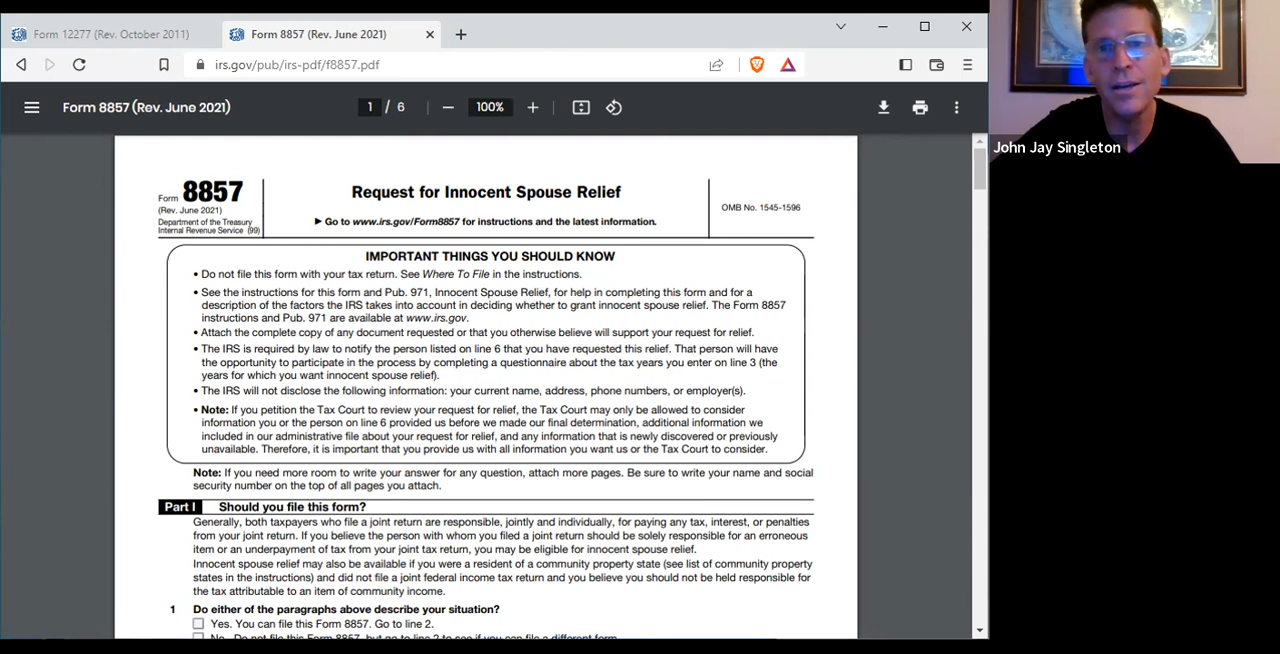 Form 12277 (Rev. October 2011)
Form 8857 (Rev. June 2021)
irs.gov/pub/irs-pdf/f8857.pdf
Form 8857 (Rev. June 2021)
1 / 6
100%
John Jay Singleton
Form 8857
(Rev. June 2021)
Department of the Treasury
Internal Revenue Service (99)
Request for Innocent Spouse Relief
▶ Go to www.irs.gov/Form8857 for instructions and the latest information.
OMB No. 1545-1596
IMPORTANT THINGS YOU SHOULD KNOW
• Do not file this form with your tax return. See Where To File in the instructions.
• See the instructions for this form and Pub. 971, Innocent Spouse Relief, for help in completing this form and for a
description of the factors the IRS takes into account in deciding whether to grant innocent spouse relief. The Form 8857
instructions and Pub. 971 are available at www.irs.gov.
• Attach the complete copy of any document requested or that you otherwise believe will support your request for relief.
• The IRS is required by law to notify the person listed on line 6 that you have requested this relief. That person will have
the opportunity to participate in the process by completing a questionnaire about the tax years you enter on line 3 (the
years for which you want innocent spouse relief).
• The IRS will not disclose the following information: your current name, address, phone numbers, or employer(s).
• Note: If you petition the Tax Court to review your request for relief, the Tax Court may only be allowed to consider
information you or the person on line 6 provided us before we made our final determination, additional information we
included in our administrative file about your request for relief, and any information that is newly discovered or previously
unavailable. Therefore, it is important that you provide us with all information you want us or the Tax Court to consider.
Note: If you need more room to write your answer for any question, attach more pages. Be sure to write your name and social
security number on the top of all pages you attach.
Part I Should you file this form?
Generally, both taxpayers who file a joint return are responsible, jointly and individually, for paying any tax, interest, or penalties
from your joint return. If you believe the person with whom you filed a joint return should be solely responsible for an erroneous
item or an underpayment of tax from your joint tax return, you may be eligible for innocent spouse relief.
Innocent spouse relief may also be available if you were a resident of a community property state (see list of community property
states in the instructions) and did not file a joint federal income tax return and you believe you should not be held responsible for
the tax attributable to an item of community income.
1 Do either of the paragraphs above describe your situation?
Yes. You can file this Form 8857. Go to line 2.
No. Do not file this Form 8857, but go to line 2 to see if you can file a different form.